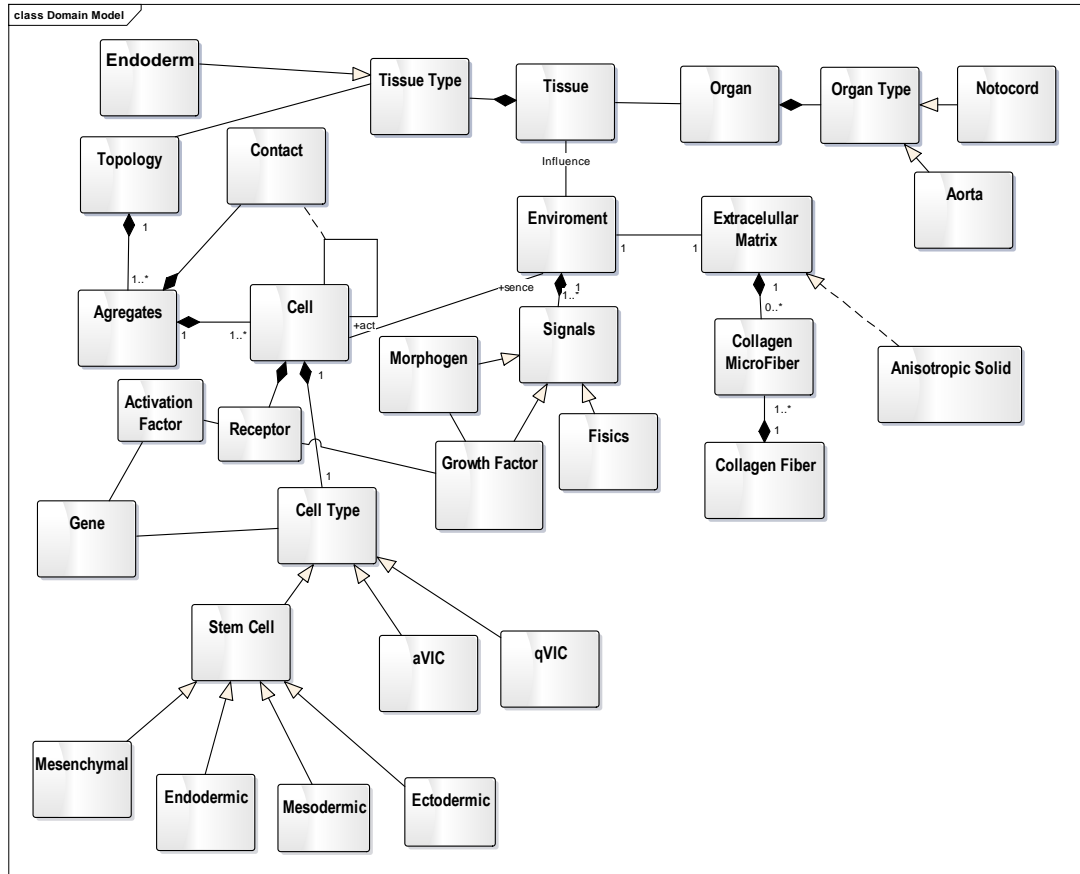 class Domain Model
Endoderm
Tissue Type
Tissue
Organ
Organ Type
Notocord
Topology
Contact
Influence
Aorta
Enviroment
Extracelullar
Matrix
1
1
1
1..*
Agregates
1
1..*
Cell
+act
+sence
1
1..*
Signals
1
0..*
Collagen
MicroFiber
Anisotropic Solid
Morphogen
1
Activation
Factor
Receptor
Growth Factor
Fisics
1..*
1
Collagen Fiber
1
Gene
Cell Type
Stem Cell
aVIC
qVIC
Mesenchymal
Endodermic
Mesodermic
Ectodermic